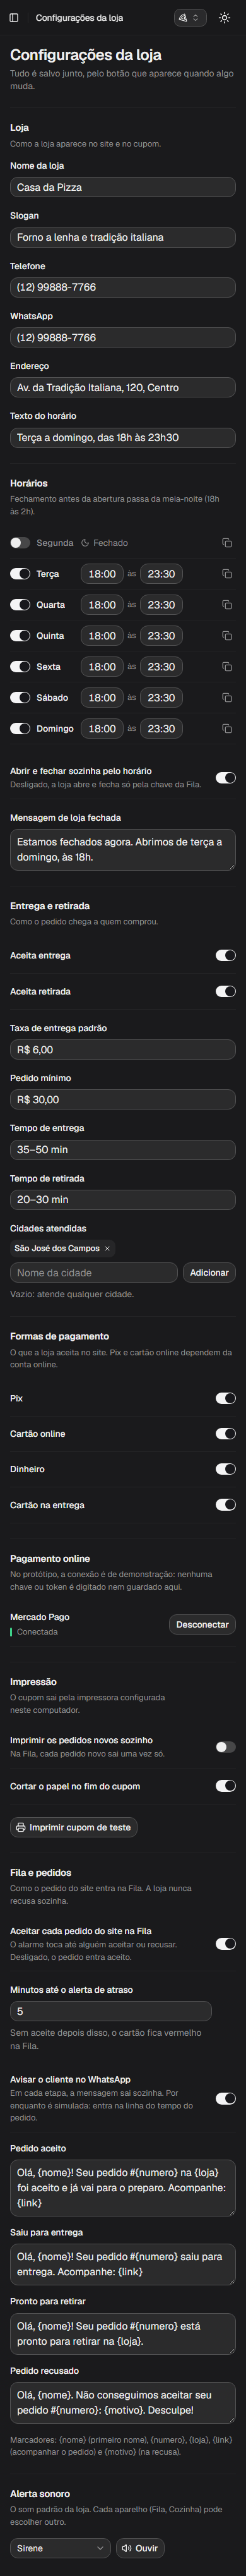 Configurações da loja
Configurações da loja
Tudo é salvo junto, pelo botão que aparece quando algo
muda.
Loja
Como a loja aparece no site e no cupom.
Nome da loja
Casa da Pizza
Slogan
Forno a lenha e tradição italiana
Telefone
(12) 99888-7766
WhatsApp
(12) 99888-7766
Endereço
Av. da Tradição Italiana, 120, Centro
Texto do horário
Terça a domingo, das 18h às 23h30
Horários
Fechamento antes da abertura passa da meia-noite (18h
às 2h).
Segunda Fechado
Terça 18:00 às 23:30
Quarta 18:00 às 23:30
Quinta 18:00 às 23:30
Sexta 18:00 às 23:30
Sábado 18:00 às 23:30
Domingo 18:00 às 23:30
Abrir e fechar sozinha pelo horário
Desligado, a loja abre e fecha só pela chave da Fila.
Mensagem de loja fechada
Estamos fechados agora. Abrimos de terça a
domingo, às 18h.
Entrega e retirada
Como o pedido chega a quem comprou.
Aceita entrega
Aceita retirada
Taxa de entrega padrão
R$ 6,00
Pedido mínimo
R$ 30,00
Tempo de entrega
35–50 min
Tempo de retirada
20–30 min
Cidades atendidas
São José dos Campos ×
Nome da cidade Adicionar
Vazio: atende qualquer cidade.
Formas de pagamento
O que a loja aceita no site. Pix e cartão online dependem da
conta online.
Pix
Cartão online
Dinheiro
Cartão na entrega
Pagamento online
No protótipo, a conexão é de demonstração: nenhuma
chave ou token é digitado nem guardado aqui.
Mercado Pago
Conectada
Desconectar
Impressão
O cupom sai pela impressora configurada
neste computador.
Imprimir os pedidos novos sozinho
Na Fila, cada pedido novo sai uma vez só.
Cortar o papel no fim do cupom
Imprimir cupom de teste
Fila e pedidos
Como o pedido do site entra na Fila. A loja nunca
recusa sozinha.
Aceitar cada pedido do site na Fila
O alarme toca até alguém aceitar ou recusar.
Desligado, o pedido entra aceito.
Minutos até o alerta de atraso
5
Sem aceite depois disso, o cartão fica vermelho
na Fila.
Avisar o cliente no WhatsApp
Em cada etapa, a mensagem sai sozinha. Por
enquanto é simulada: entra na linha do tempo do
pedido.
Pedido aceito
Olá, {nome}! Seu pedido #{numero} na {loja}
foi aceito e já vai para o preparo. Acompanhe:
{link}
Saiu para entrega
Olá, {nome}! Seu pedido #{numero} saiu para
entrega. Acompanhe: {link}
Pronto para retirar
Olá, {nome}! Seu pedido #{numero} está
pronto para retirar na {loja}.
Pedido recusado
Olá, {nome}. Não conseguimos aceitar seu
pedido #{numero}: {motivo}. Desculpe!
Marcadores: {nome} (primeiro nome), {numero}, {loja}, {link}
(acompanhar o pedido) e {motivo} (na recusa).
Alerta sonoro
O som padrão da loja. Cada aparelho (Fila, Cozinha) pode
escolher outro.
Sirene Ouvir